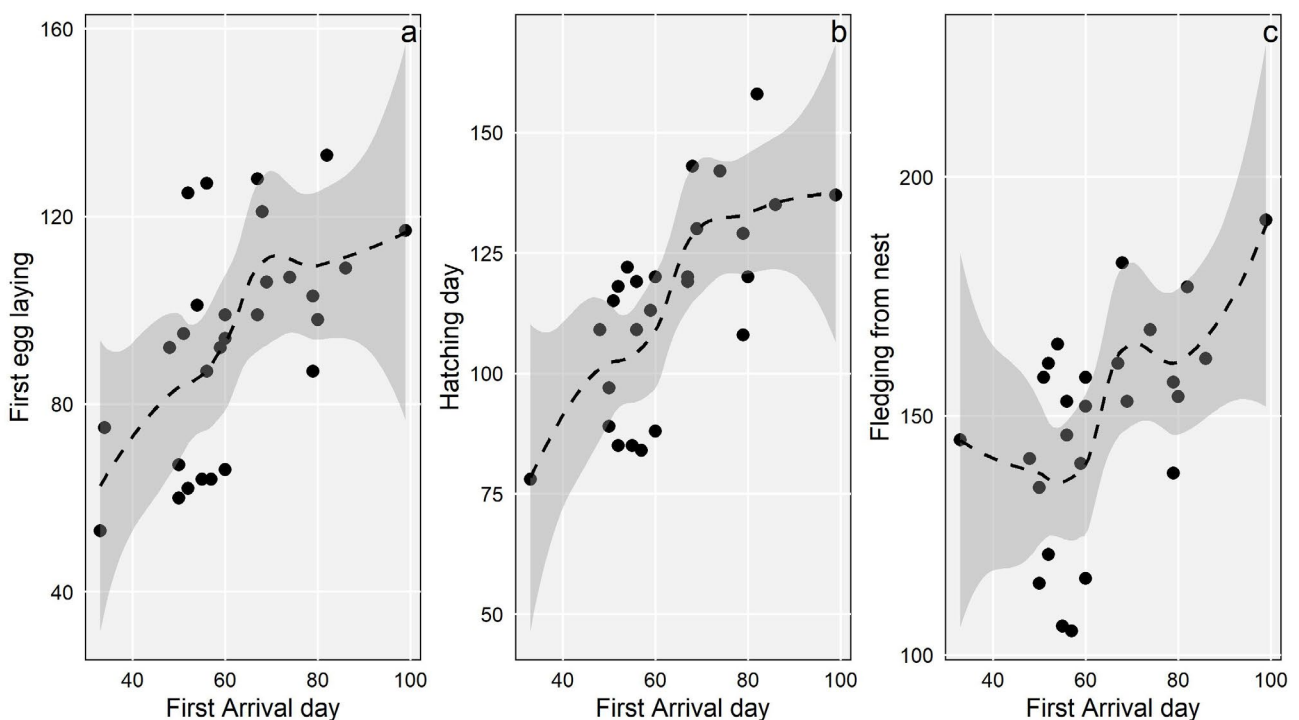 a
160
120
80
40
First egg laying
40 60 80 100
First Arrival day
b
150
125
100
75
50
Hatching day
40 60 80 100
First Arrival day
c
200
150
100
Fledging from nest
40 60 80 100
First Arrival day